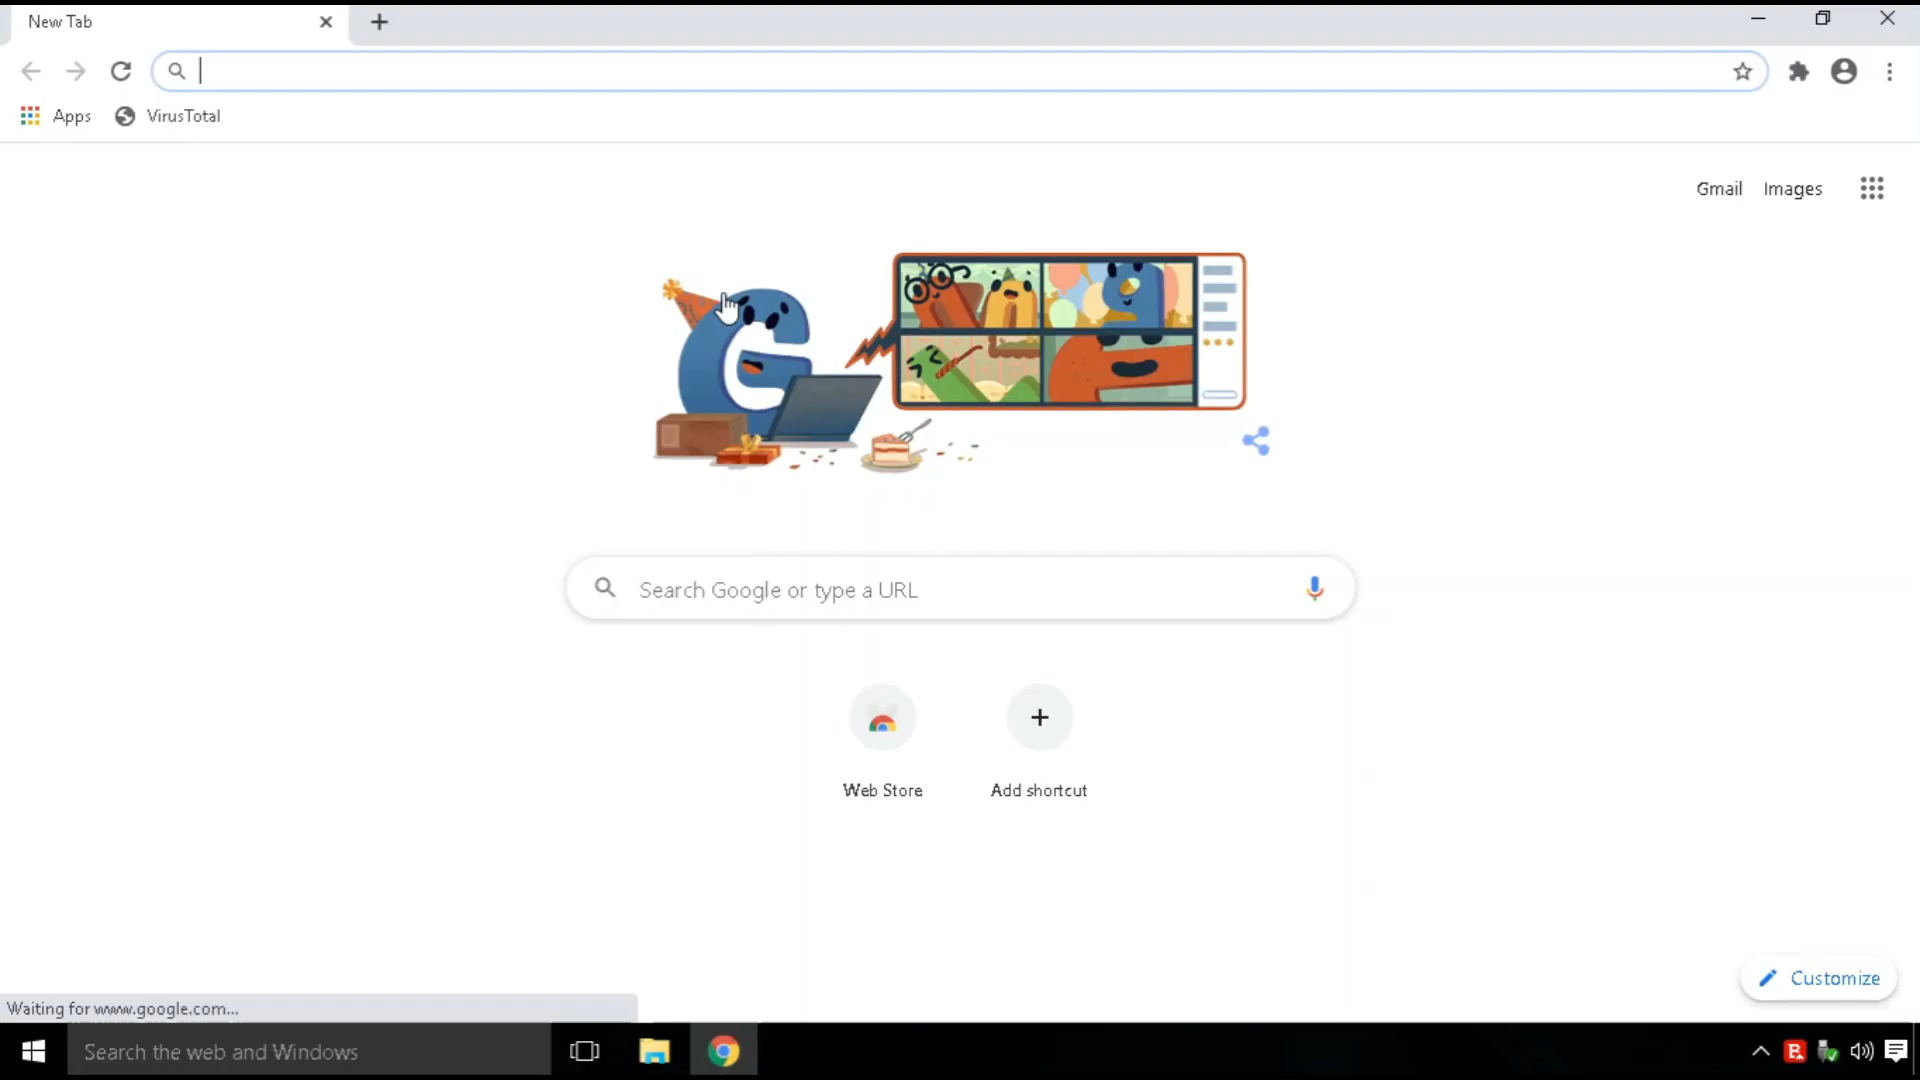 New Tab
Apps
VirusTotal
Gmail
Images
Search Google or type a URL
Web Store
Add shortcut
Customize
Waiting for www.google.com...
Search the web and Windows